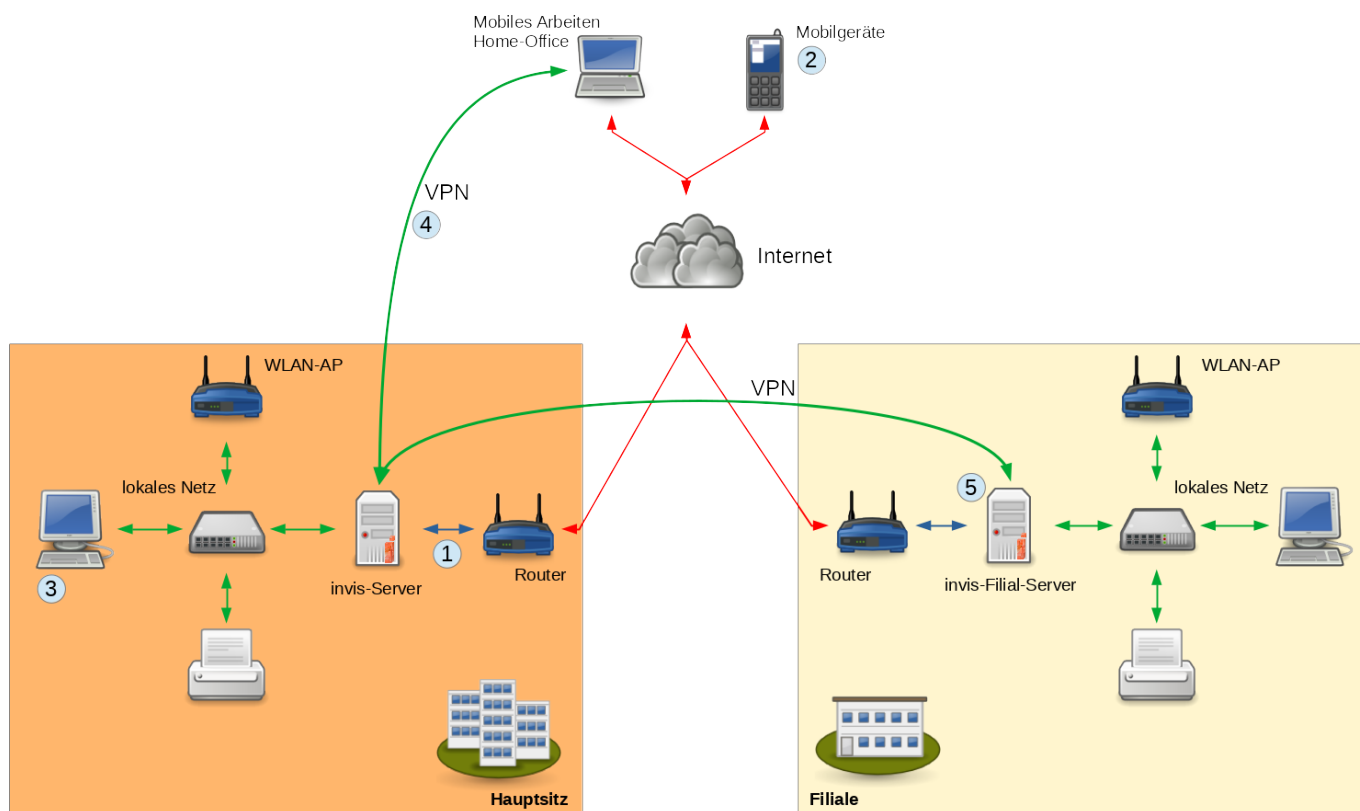 Mobiles Arbeiten
Home-Office
Mobilgeräte
2
VPN
4
Internet
WLAN-AP
lokales Netz
3
invis-Server
1
Router
Hauptsitz
VPN
WLAN-AP
5
lokales Netz
Router
invis-Filial-Server
Filiale